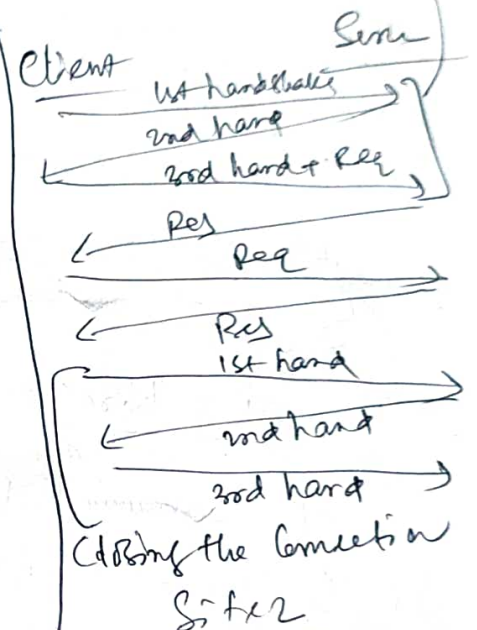 Server
Client
1st handshake
2nd hand
3rd hand + Req
Res
Req
Res
1st hand
2nd hand
3rd hand
Closing the Connection